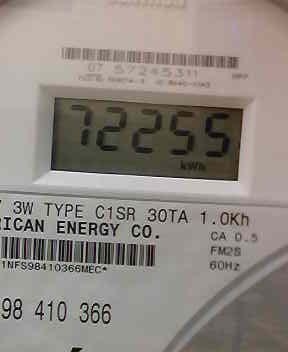 07 57245311
72255
kWh
3W TYPE C1SR 30TA 1.0Kh
RICAN ENERGY CO.
CA 0.5
FM2S
60Hz
1NFS98410366MEC*
98 410 366